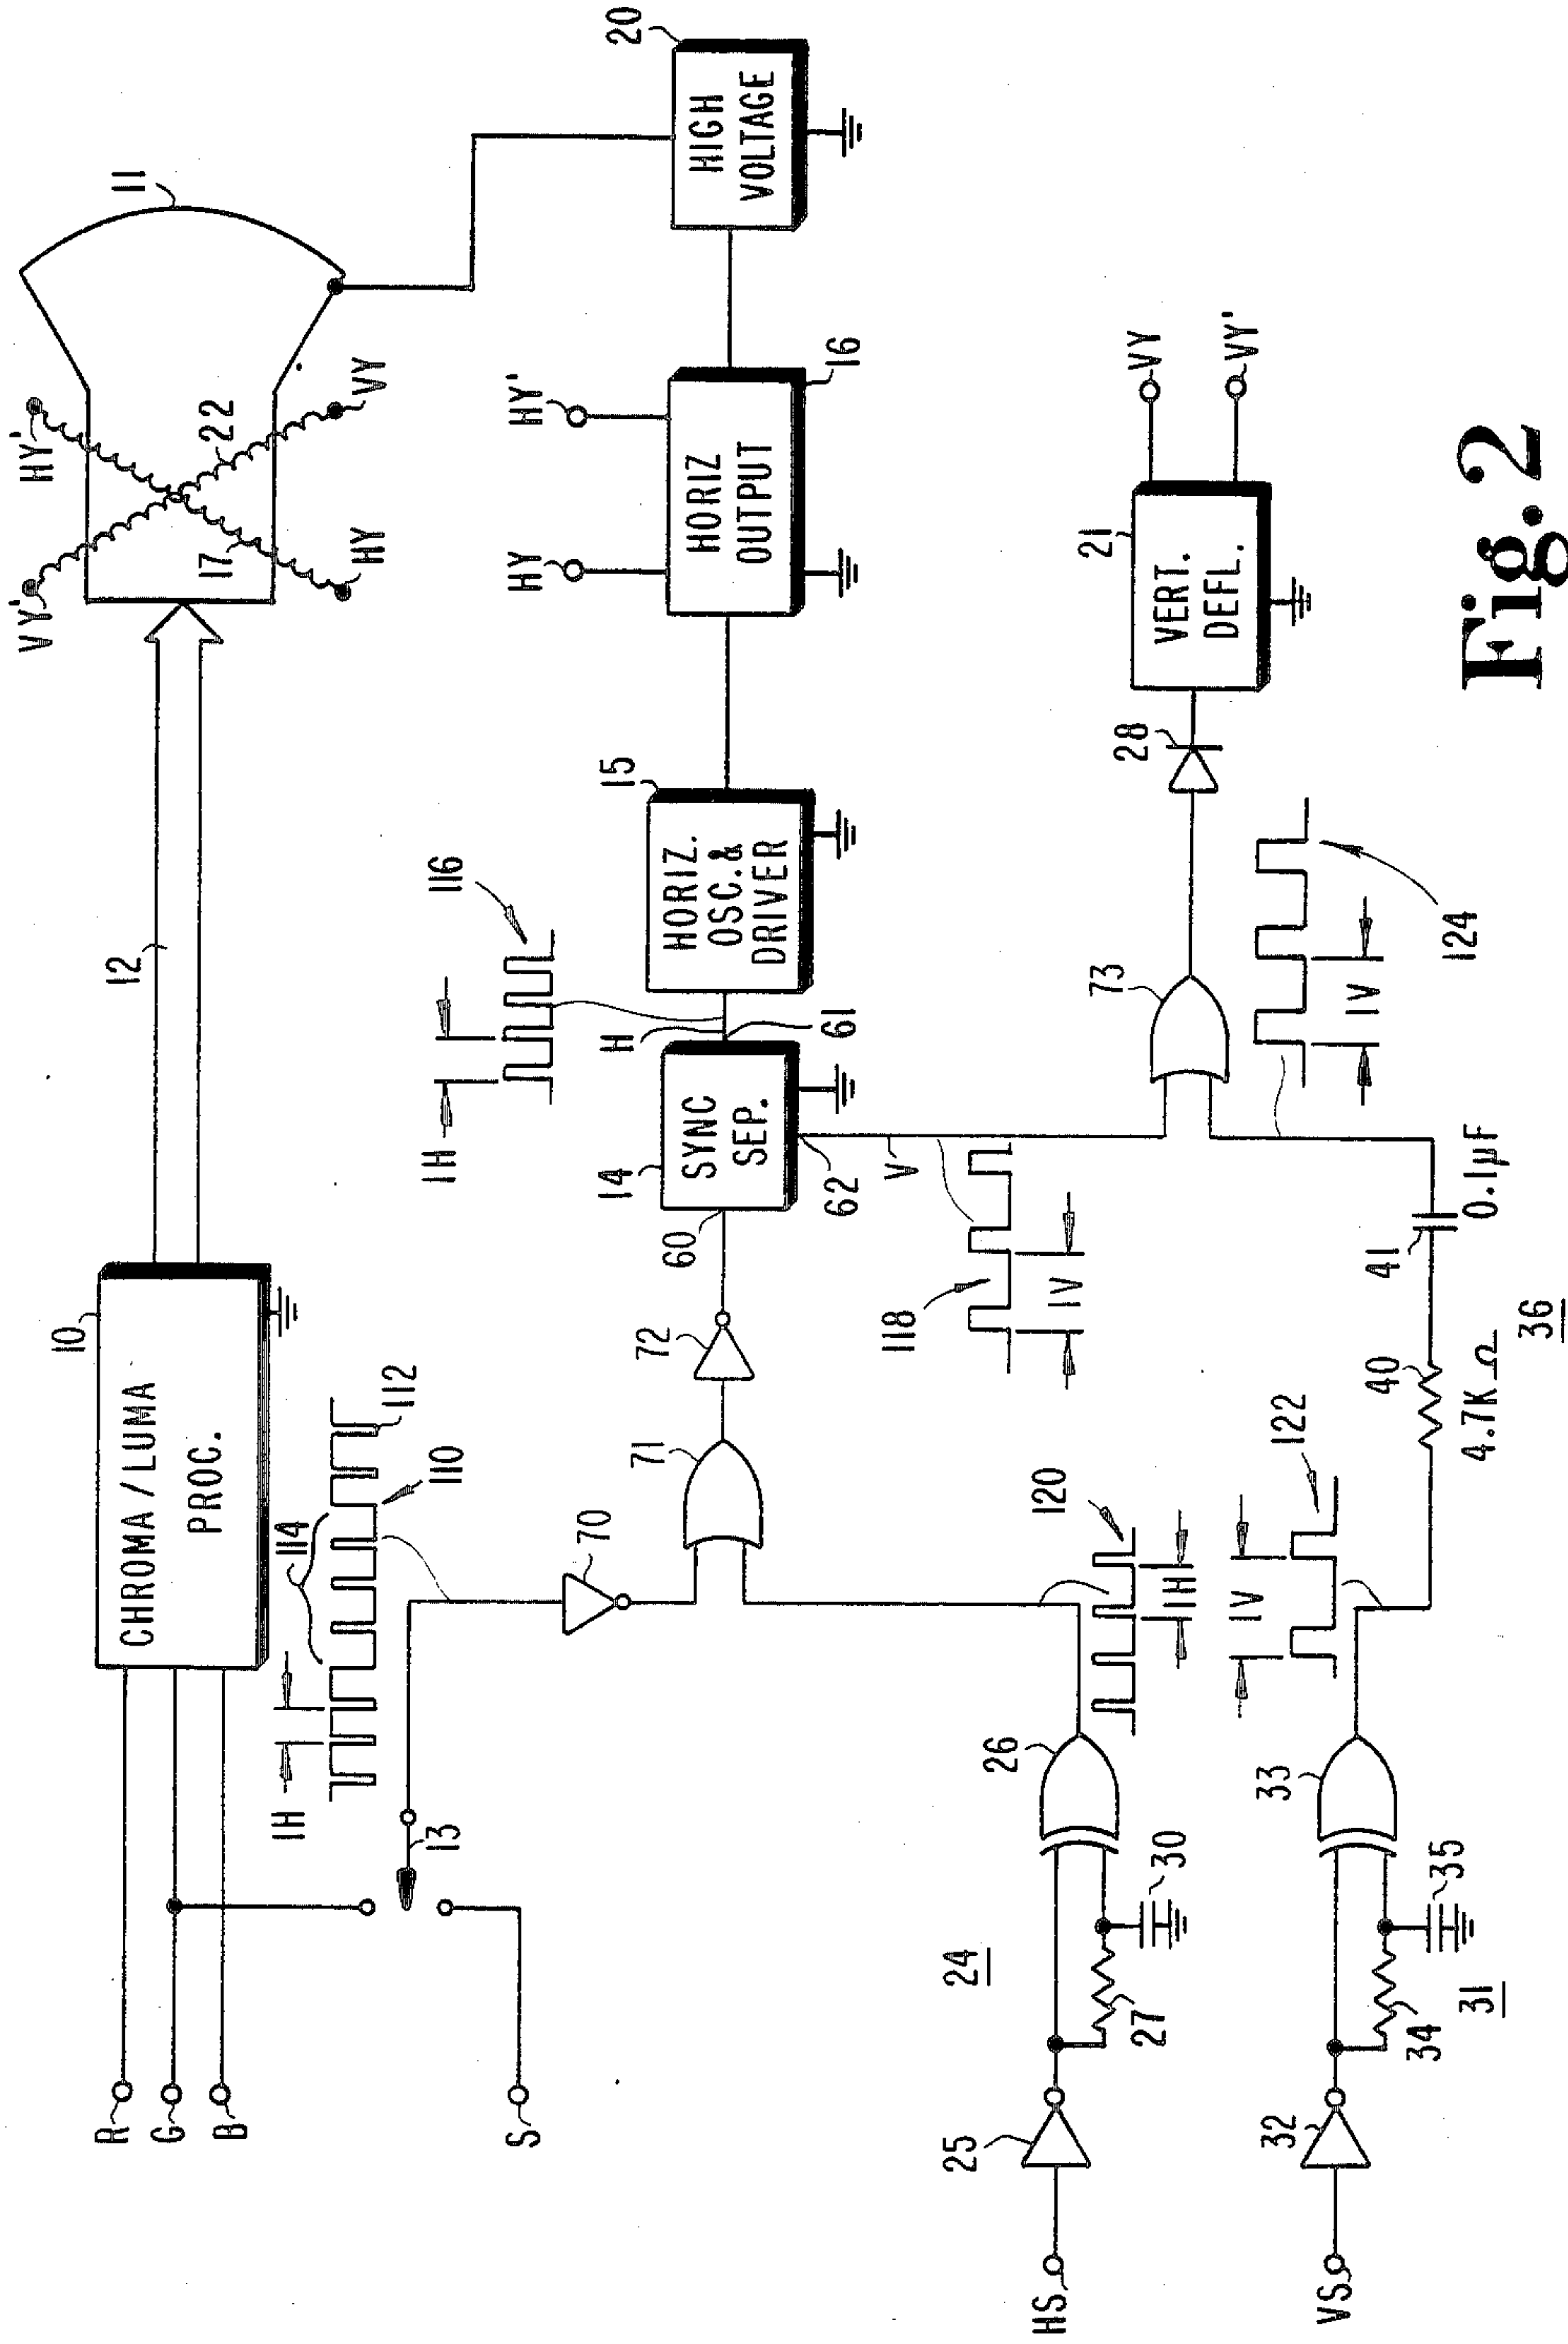 R
G
B
S
10
CHROMA / LUMA
PROC.
12
VY'
HY'
17
22
HY
VY
11
1H
114
110
112
13
70
71
72
60
14
SYNC
SEP.
62
61
H
1H
116
15
HORIZ.
OSC.&
DRIVER
HY
HY'
HORIZ
OUTPUT
16
20
HIGH
VOLTAGE
V
118
1V
HS
25
24
27
30
26
120
1H
VS
32
31
34
35
33
1V
122
40
4.7K Ω
41
0.1µF
36
73
1V
124
28
21
VERT.
DEFL.
VY
VY'
Fig. 2